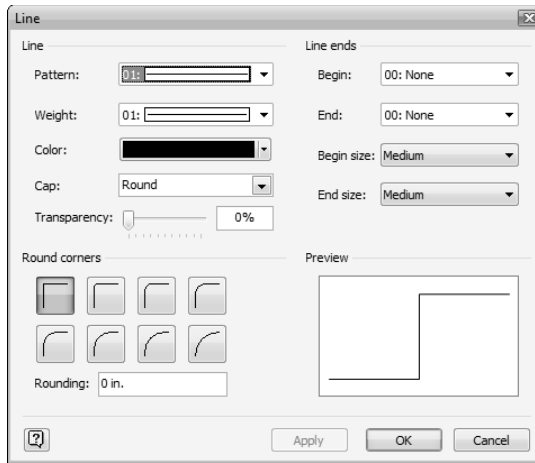 Line
Line
Pattern: 01:
Weight: 01:
Color:
Cap: Round
Transparency: 0%
Line ends
Begin: 00: None
End: 00: None
Begin size: Medium
End size: Medium
Round corners
Rounding: 0 in.
Preview
?
Apply
OK
Cancel